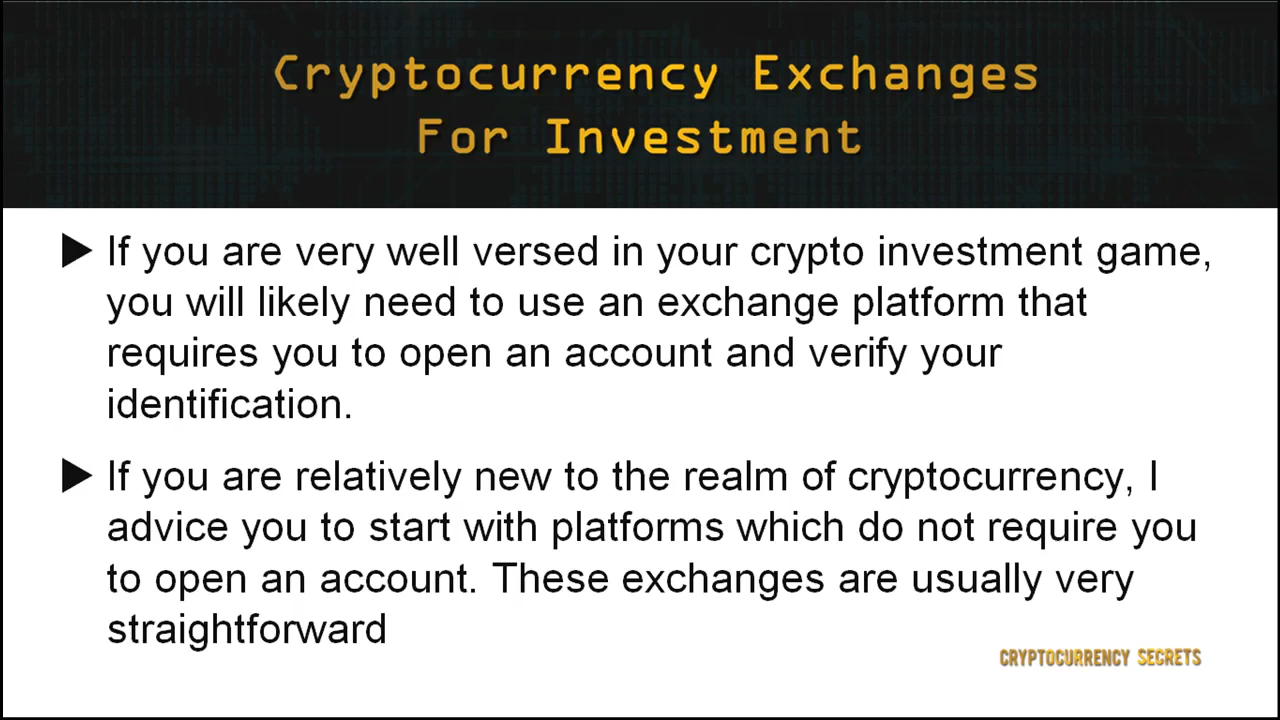 Cryptocurrency Exchanges
For Investment
If you are very well versed in your crypto investment game,
you will likely need to use an exchange platform that
requires you to open an account and verify your
identification.
If you are relatively new to the realm of cryptocurrency, I
advice you to start with platforms which do not require you
to open an account. These exchanges are usually very
straightforward
CRYPTOCURRENCY SECRETS